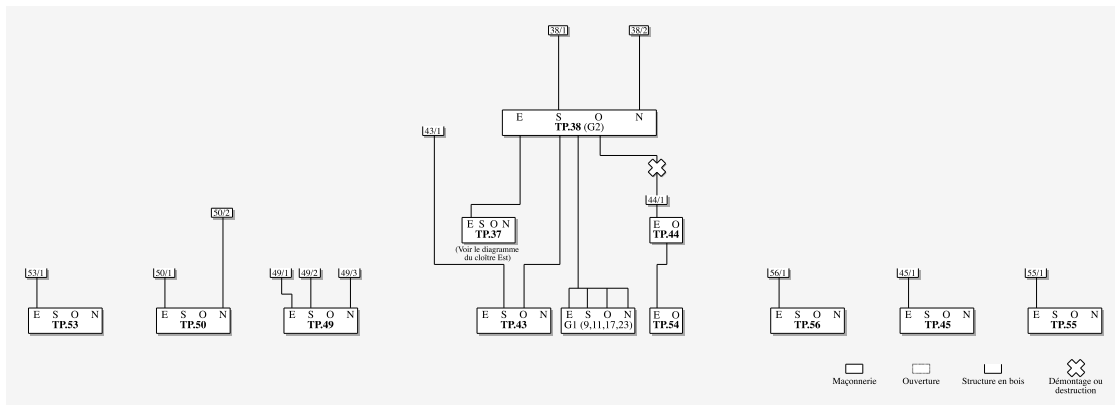 38/1
38/2
E S O N
TP.38 (G2)
43/1
44/1
50/2
E S O N
TP.37
E O
TP.44
(Voir le diagramme
du cloître Est)
53/1
50/1
49/1
49/2
49/3
56/1
45/1
55/1
E S O N
TP.53
E S O N
TP.50
E S O N
TP.49
E S O N
TP.43
E S O N
G1 (9,11,17,23)
E O
TP.54
E S O N
TP.56
E S O N
TP.45
E S O N
TP.55
Maçonnerie
Ouverture
Structure en bois
Démontage ou
destruction